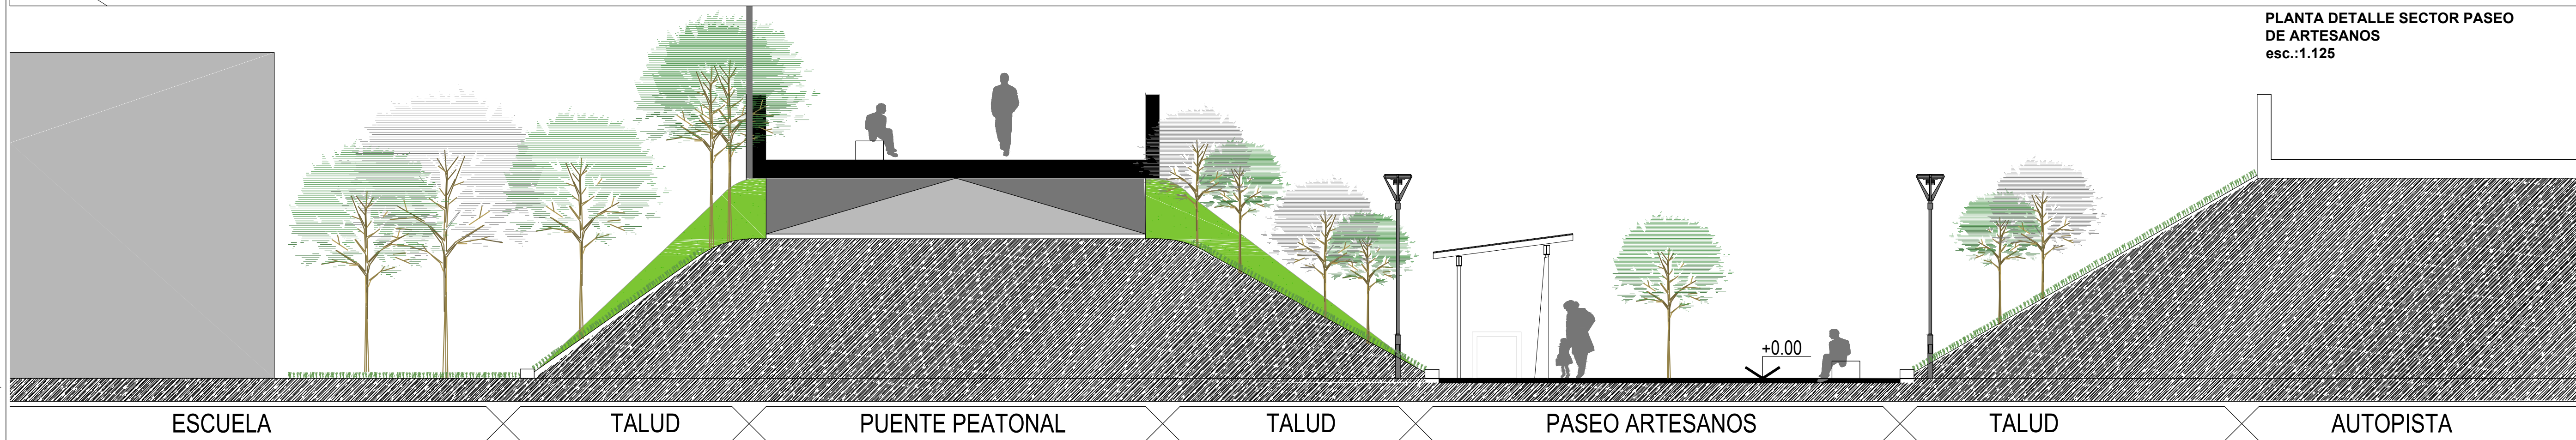 PLANTA DETALLE SECTOR PASEO
DE ARTESANOS
esc.:1.125
+0.00
ESCUELA
TALUD
PUENTE PEATONAL
TALUD
PASEO ARTESANOS
TALUD
AUTOPISTA